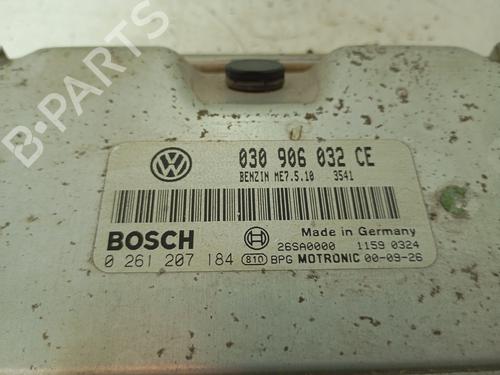 B-PARTS
030 906 032 CE
BENZIN ME7.5.10 3541
BOSCH
Made in Germany
26SA0000 1159 0324
0 261 207 184 810 BPG MOTRONIC 00-09-26